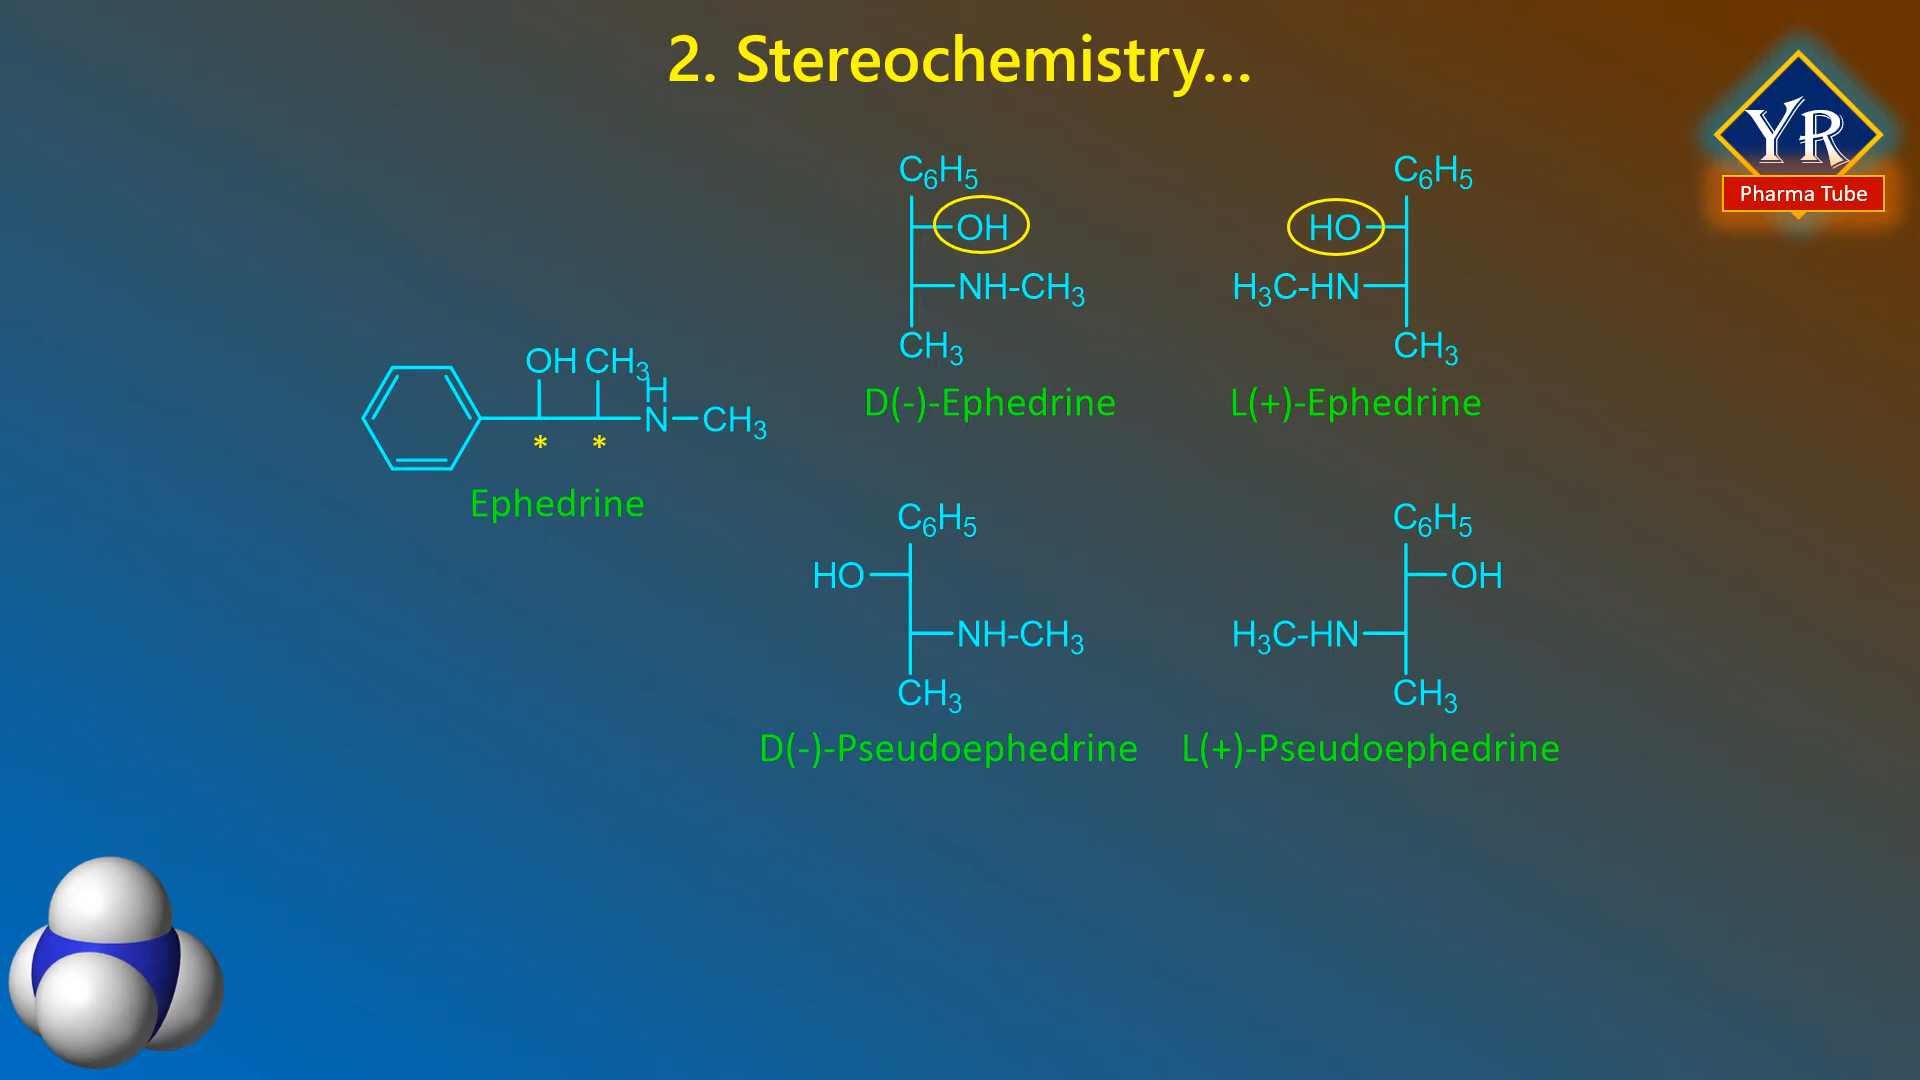 2. Stereochemistry...
YR
Pharma Tube
C6H5
OH
NH-CH3
CH3
D(-)-Ephedrine
C6H5
HO
H3C-HN
CH3
L(+)-Ephedrine
OH CH3
H
N CH3
* *
Ephedrine
C6H5
HO
NH-CH3
CH3
D(-)-Pseudoephedrine
C6H5
OH
H3C-HN
CH3
L(+)-Pseudoephedrine